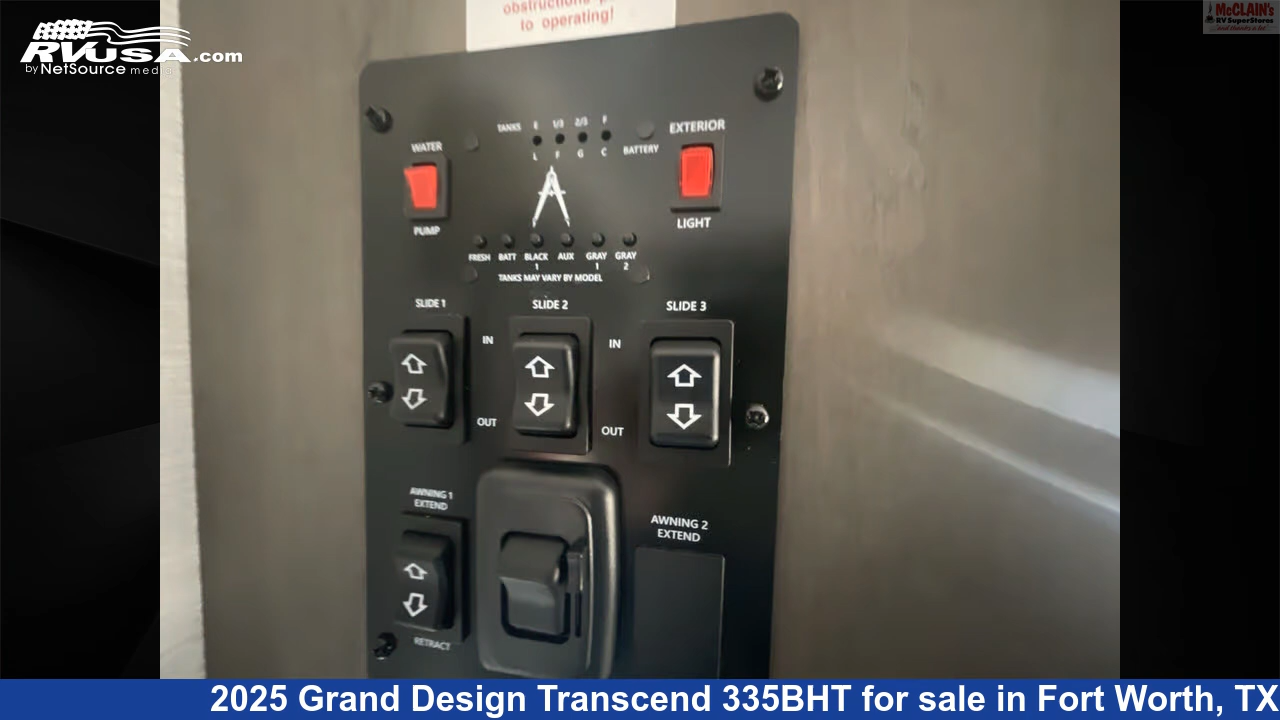 obstructions
to operating!
McCLAIN'S
RV SuperStores
RVUSA.com
by NetSource media
TANKS E 1/3 2/3 F
L F G C BATTERY
EXTERIOR
LIGHT
WATER
PUMP
FRESH BATT BLACK 1 AUX GRAY 1 GRAY 2
TANKS MAY VARY BY MODEL
SLIDE 1 SLIDE 2 SLIDE 3
IN IN
OUT OUT
AWNING 1
EXTEND
AWNING 2
EXTEND
RETRACT
2025 Grand Design Transcend 335BHT for sale in Fort Worth, TX